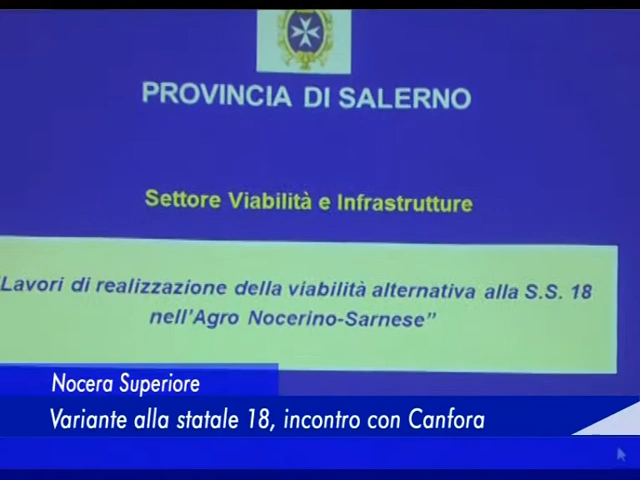 PROVINCIA DI SALERNO
Settore Viabilità e Infrastrutture
"Lavori di realizzazione della viabilità alternativa alla S.S. 18
nell'Agro Nocerino-Sarnese"
Nocera Superiore
Variante alla statale 18, incontro con Canfora